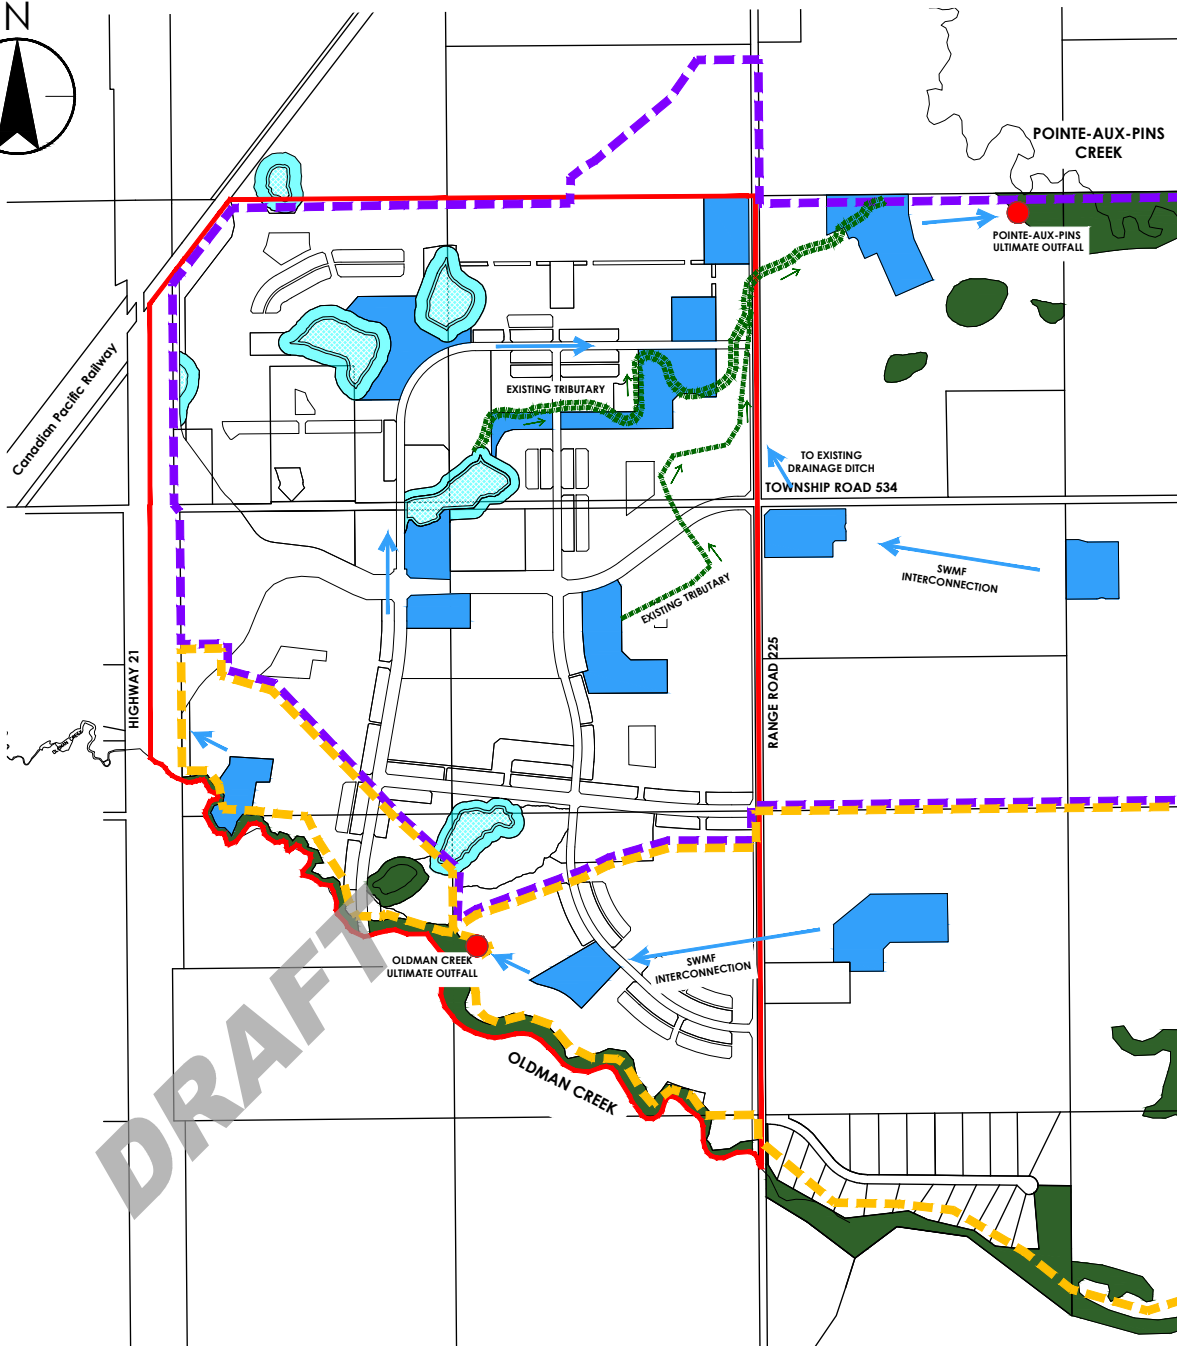 N
POINTE-AUX-PINS
CREEK
POINTE-AUX-PINS
ULTIMATE OUTFALL
Canadian Pacific Railway
EXISTING TRIBUTARY
TO EXISTING
DRAINAGE DITCH
TOWNSHIP ROAD 534
SWMF
INTERCONNECTION
EXISTING TRIBUTARY
HIGHWAY 21
RANGE ROAD 225
OLDMAN CREEK
ULTIMATE OUTFALL
SWMF
INTERCONNECTION
OLDMAN CREEK
DRAFT